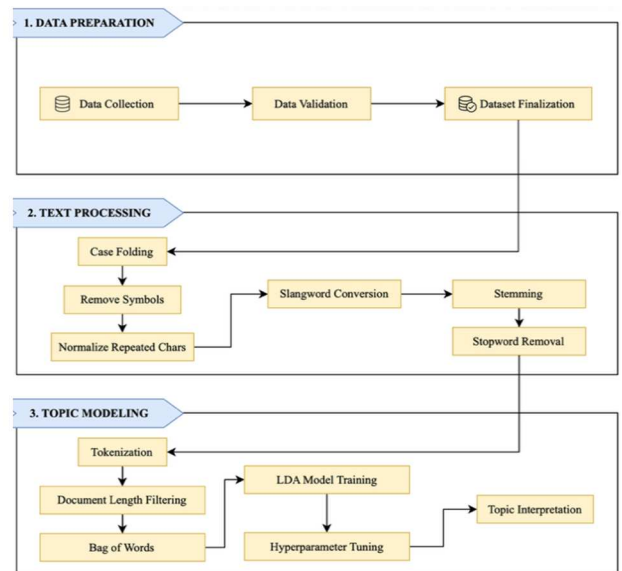 1. DATA PREPARATION
Data Collection
Data Validation
Dataset Finalization
2. TEXT PROCESSING
Case Folding
Remove Symbols
Normalize Repeated Chars
Slangword Conversion
Stemming
Stopword Removal
3. TOPIC MODELING
Tokenization
Document Length Filtering
Bag of Words
LDA Model Training
Hyperparameter Tuning
Topic Interpretation